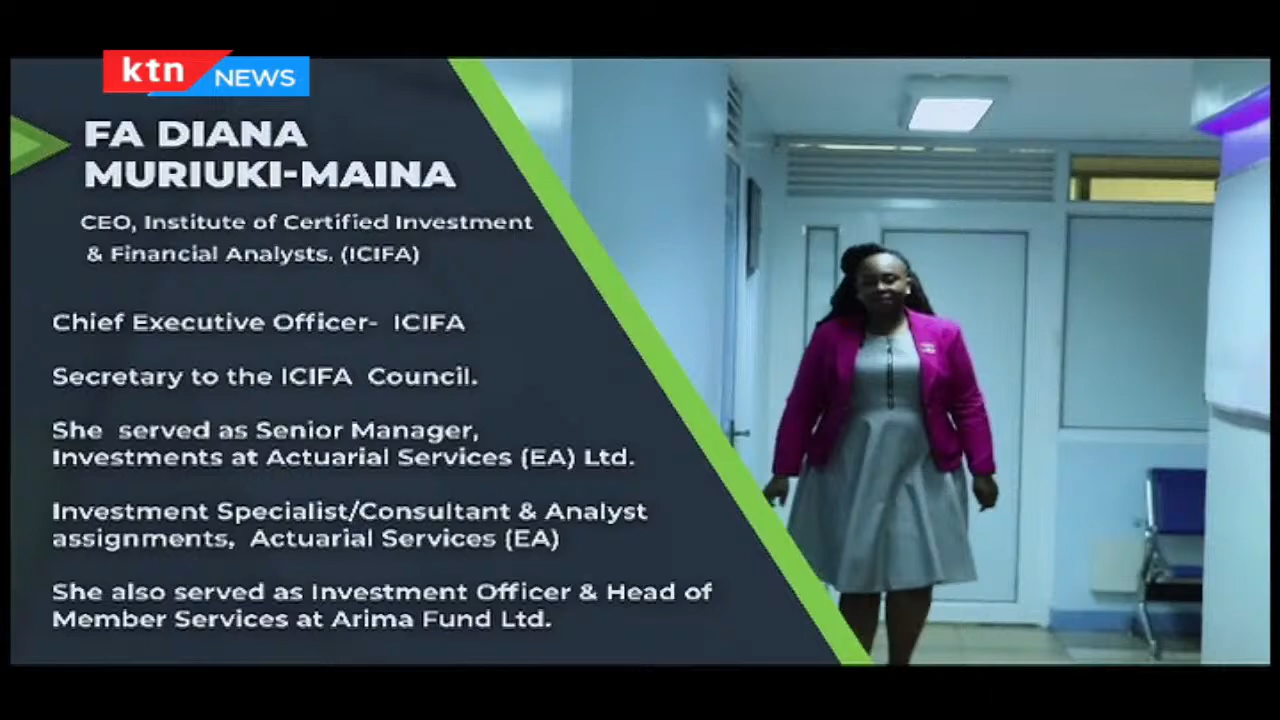 ktn NEWS
FA DIANA
MURIUKI-MAINA
CEO, Institute of Certified Investment
& Financial Analysts. (ICIFA)
Chief Executive Officer- ICIFA
Secretary to the ICIFA Council.
She served as Senior Manager,
Investments at Actuarial Services (EA) Ltd.
Investment Specialist/Consultant & Analyst
assignments, Actuarial Services (EA)
She also served as Investment Officer & Head of
Member Services at Arima Fund Ltd.